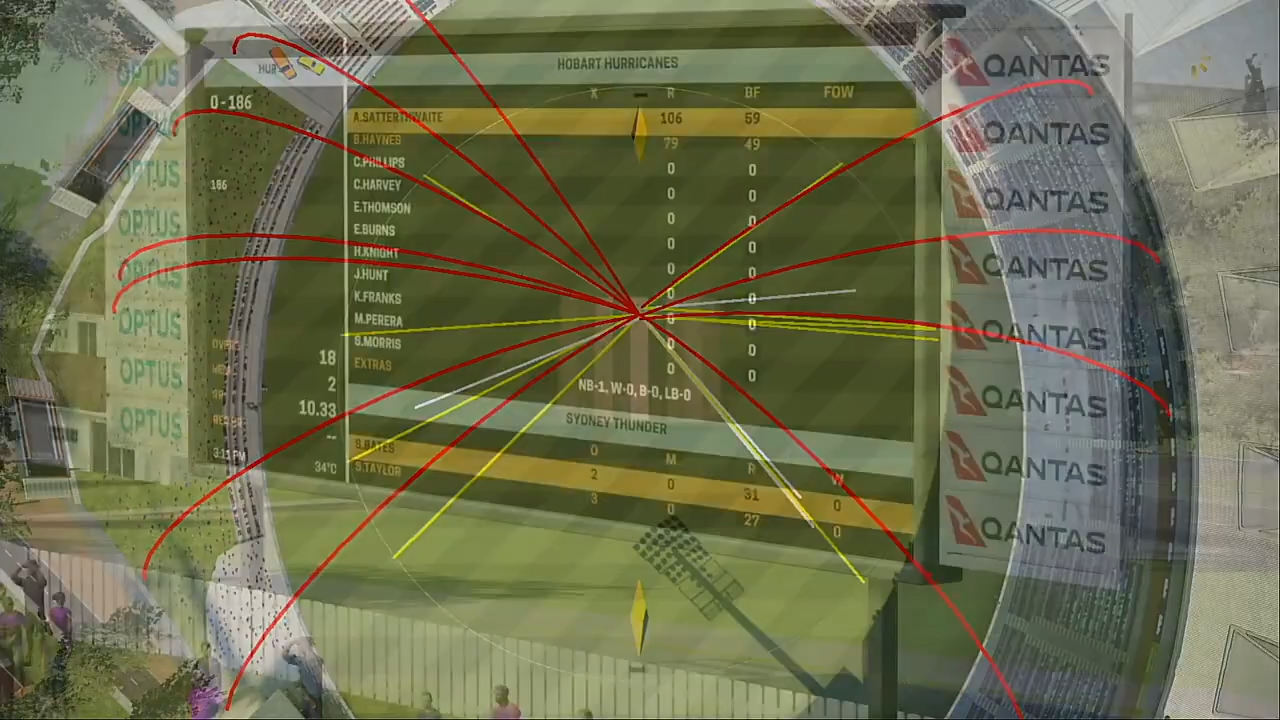 HOBART HURRICANES
X R BF FOW
A.SATTERTHWAITE 106 59
B.HAYNES 79 49
C.PHILLIPS 0 0
C.HARVEY 0 0
E.THOMSON 0 0
E.BURNS 0 0
H.KNIGHT 0 0
J.HUNT 0 0
K.FRANKS 0 0
M.PERERA 0 0
S.MORRIS 0 0
EXTRAS
NB-1, W-0, B-0, LB-0
SYDNEY THUNDER
O M R W
S.BATES 2 0 31 0
S.TAYLOR 3 0 27 0
0-186
186
18
2
10.33
--
3:11PM
34°C
OPTUS
OPTUS
OPTUS
OPTUS
OPTUS
OPTUS
OPTUS
OPTUS
QANTAS
QANTAS
QANTAS
QANTAS
QANTAS
QANTAS
QANTAS
QANTAS